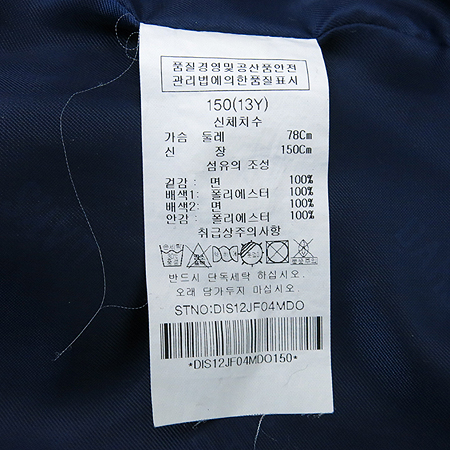 품질경영및공산품안전
관리법에의한품질표시
150(13Y)
신체치수
가슴 둘레 78Cm
신 장 150Cm
섬유의 조성
겉감: 면 100%
배색1: 폴리에스터 100%
배색2: 면 100%
안감: 폴리에스터 100%
취급상주의사항
반드시 단독세탁 하십시오.
오래 담가두지 마십시오.
STNO:DIS12JF04MDO
*DIS12JF04MDO150*